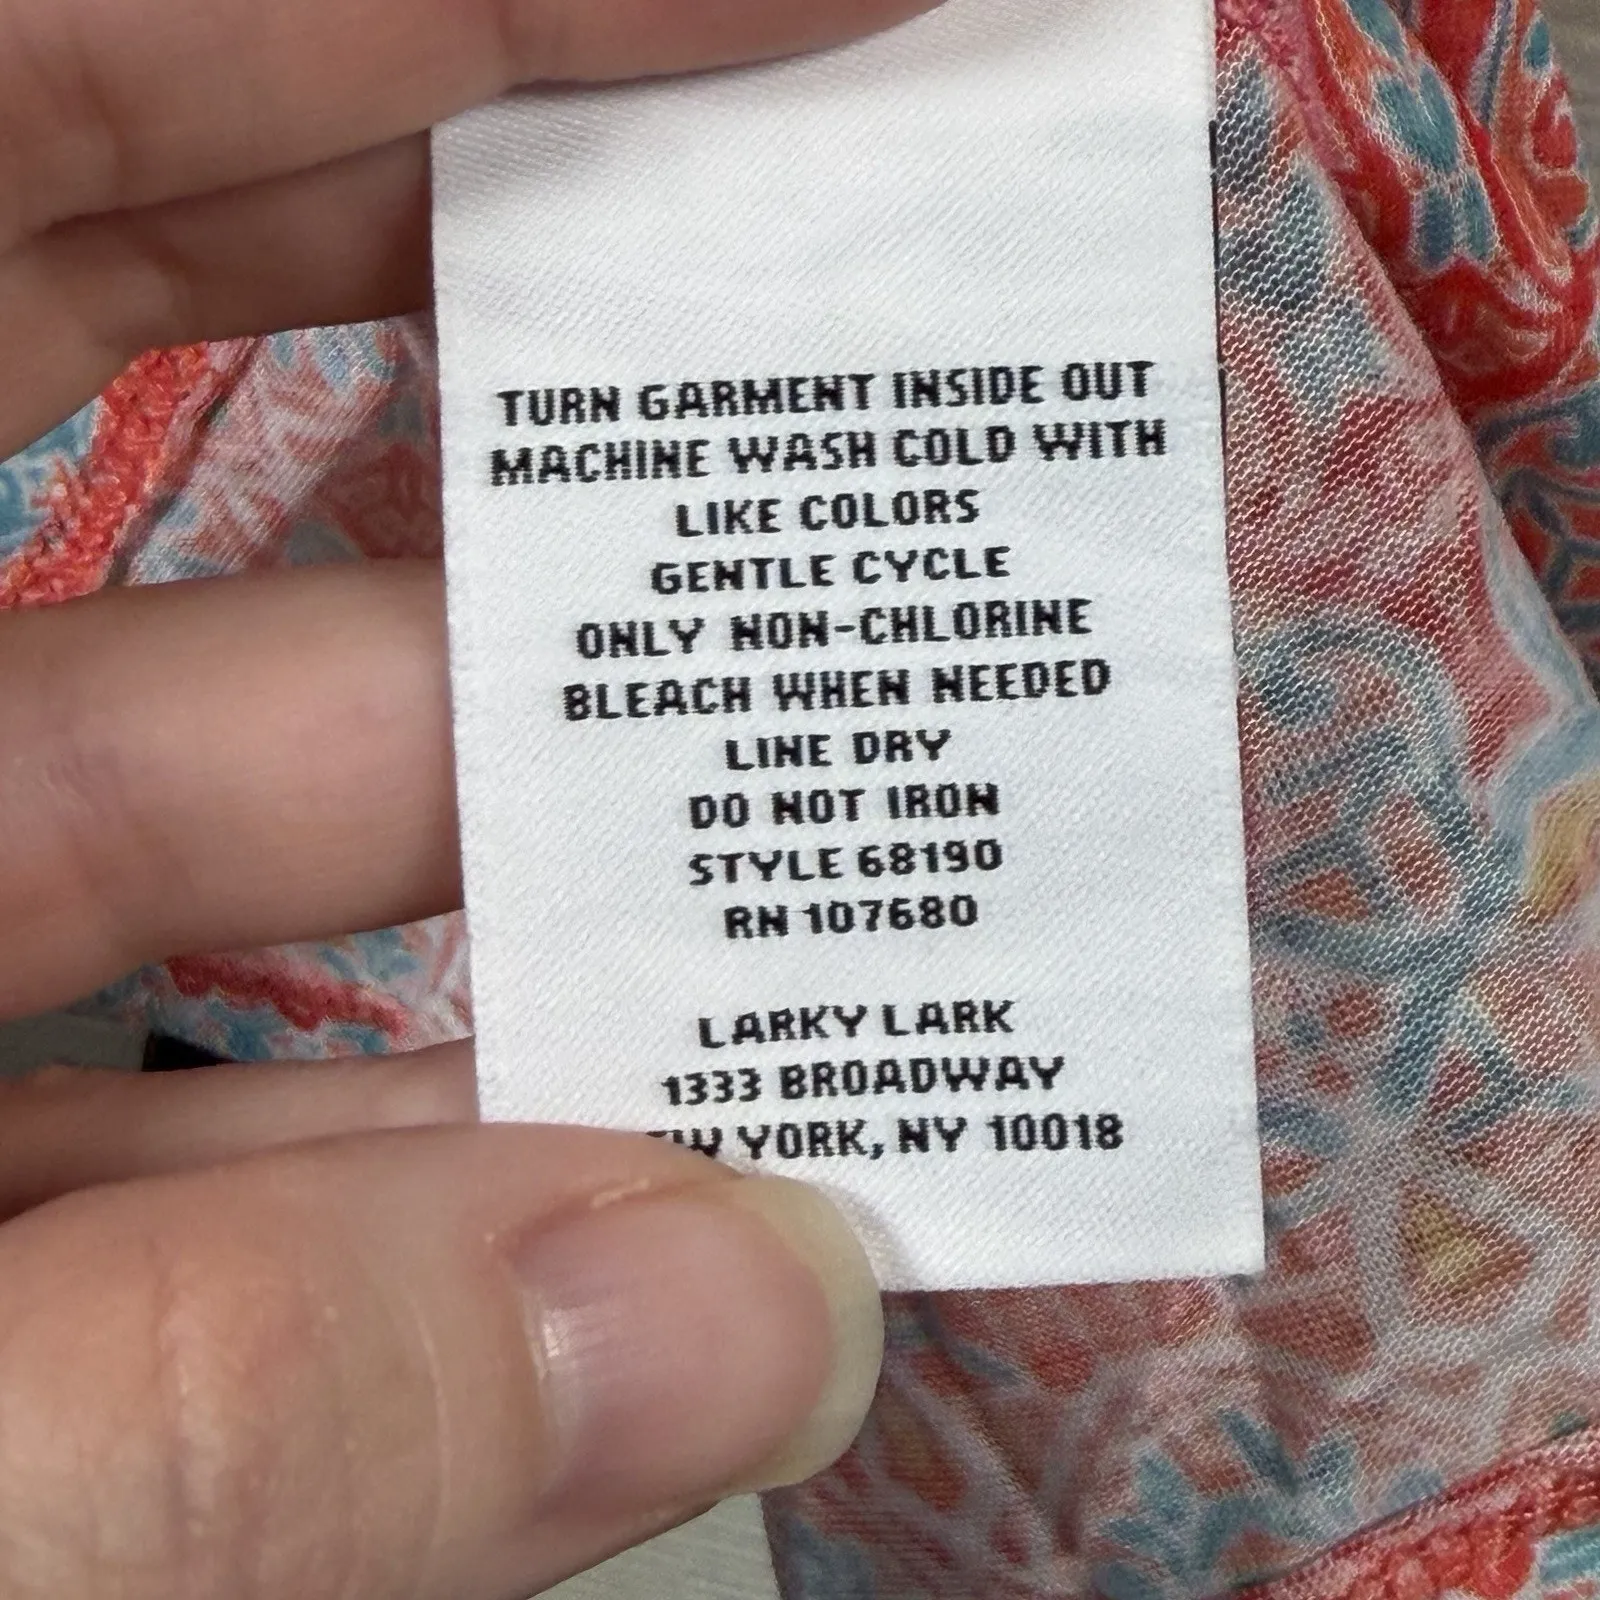 TURN GARMENT INSIDE OUT
MACHINE WASH COLD WITH
LIKE COLORS
GENTLE CYCLE
ONLY NON-CHLORINE
BLEACH WHEN NEEDED
LINE DRY
DO NOT IRON
STYLE 68190
RN 107680
LARKY LARK
1333 BROADWAY
YORK, NY 10018